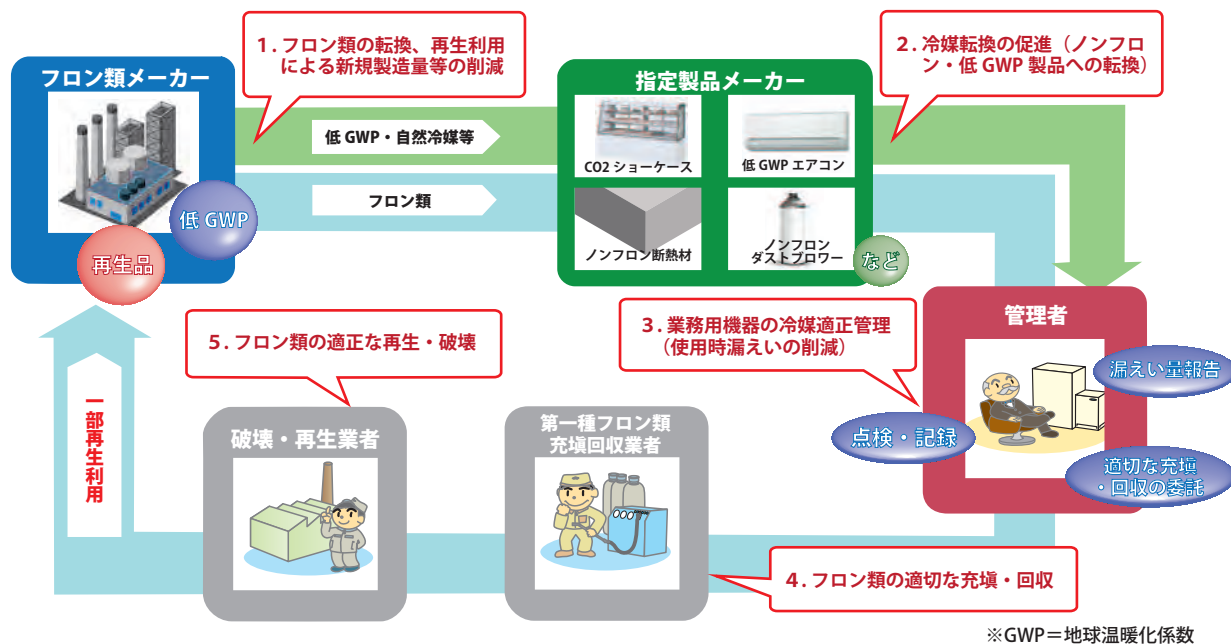 1. フロン類の転換、再生利用
による新規製造量等の削減
2. 冷媒転換の促進（ノンフロ
ン・低 GWP 製品への転換）
フロン類メーカー
指定製品メーカー
低 GWP・自然冷媒等
フロン類
CO2 ショーケース
低 GWP エアコン
ノンフロン断熱材
ノンフロン
ダストブロワー
など
低 GWP
再生品
管理者
3. 業務用機器の冷媒適正管理
（使用時漏えいの削減）
漏えい量報告
点検・記録
適切な充塡
・回収の委託
5. フロン類の適正な再生・破壊
一部再生利用
破壊・再生業者
第一種フロン類
充塡回収業者
4. フロン類の適切な充塡・回収
※GWP＝地球温暖化係数